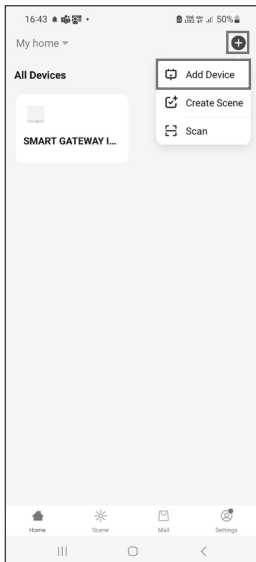 16:43 50%
My home
All Devices
Add Device
Create Scene
Scan
SMART GATEWAY I...
Home Scene Mall Settings